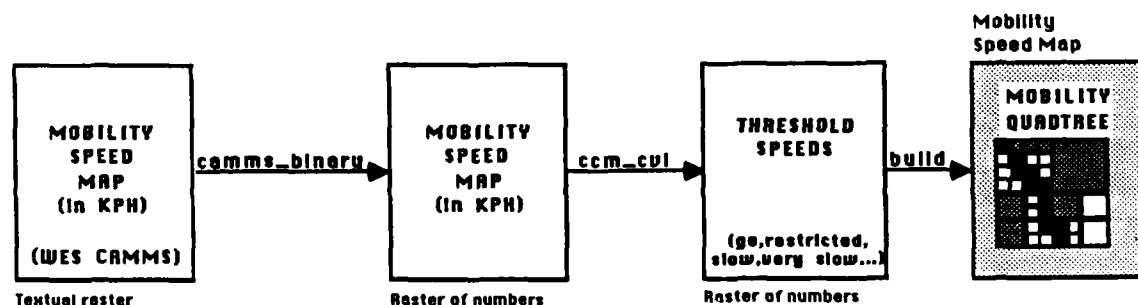 Mobility
Speed Map
MOBILITY
SPEED
MAP
(in KPH)
(WES CAMMS)
Textual raster
camms_binary
MOBILITY
SPEED
MAP
(in KPH)
Raster of numbers
ccm_cvl
THRESHOLD
SPEEDS
(go,restricted,
slow,very slow...)
Raster of numbers
build
MOBILITY
QUADTREE